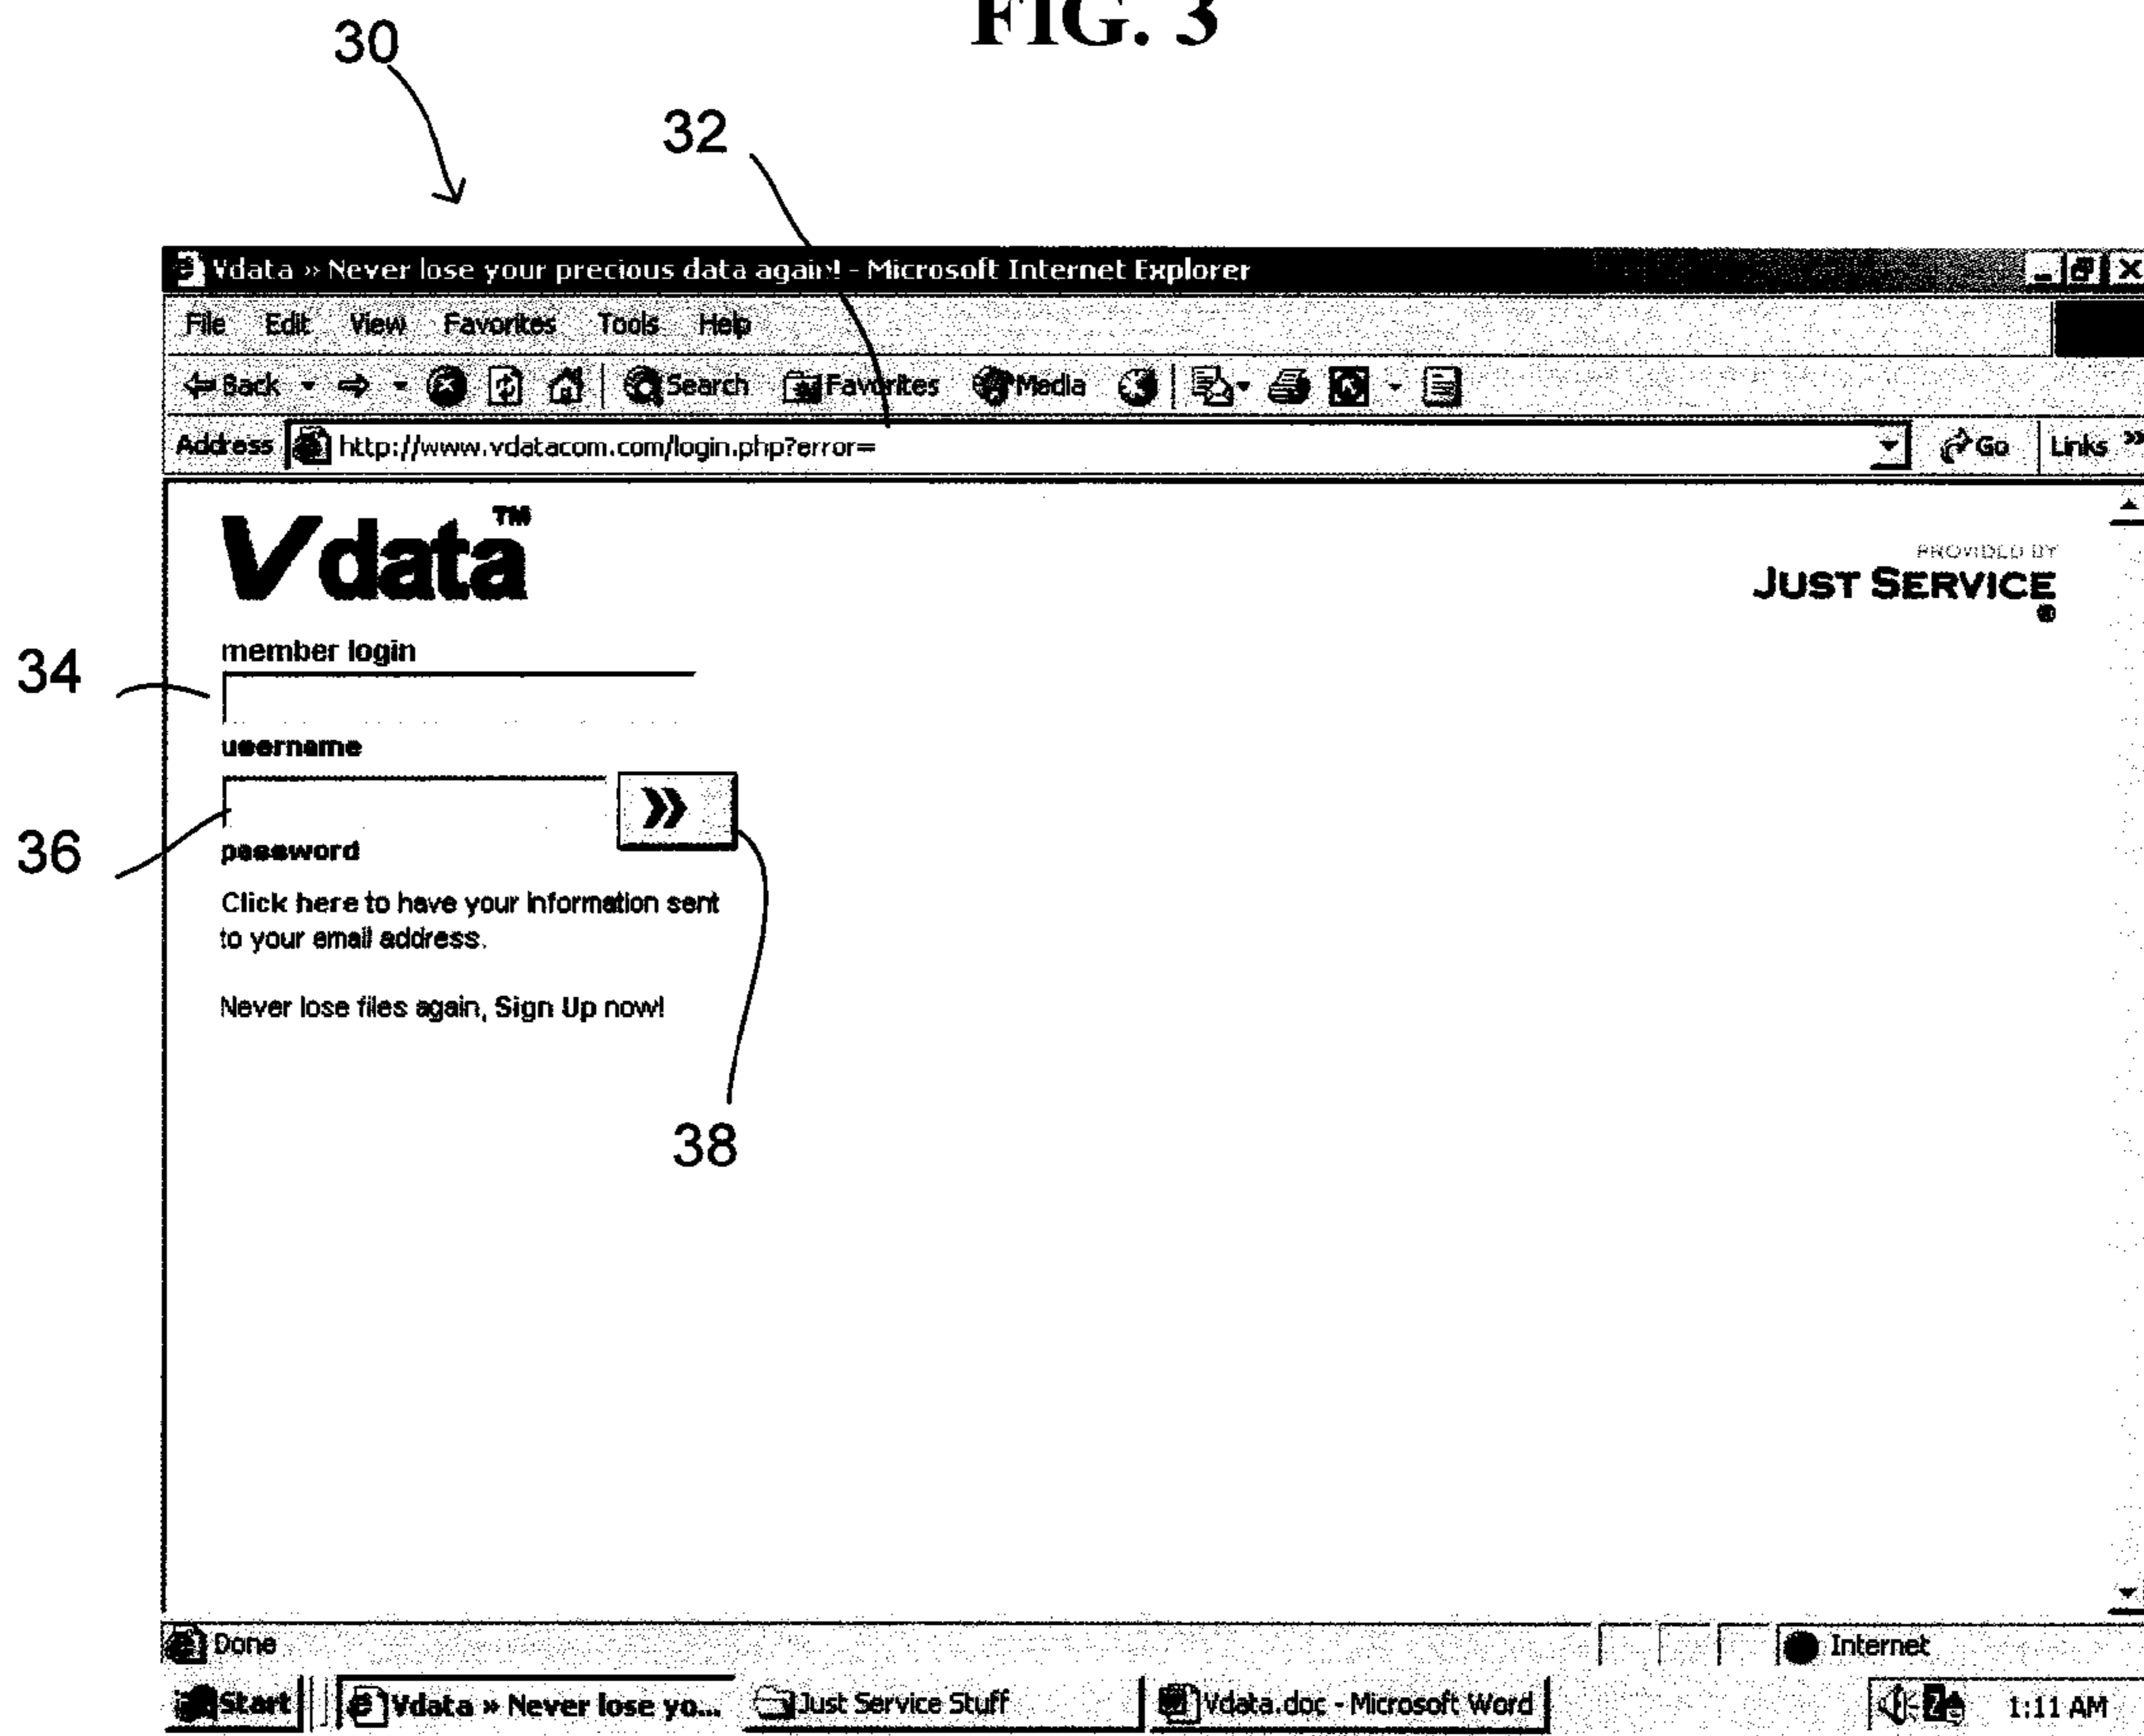 FIG. 3
30
32
Vdata » Never lose your precious data again! - Microsoft Internet Explorer
File Edit View Favorites Tools Help
Back Search Favorites Media
Address http://www.vdatacom.com/login.php?error= Go Links »
Vdata™
PROVIDED BY
JUST SERVICE
®
member login
34
username
»
36
password
Click here to have your information sent
to your email address.
Never lose files again, Sign Up now!
38
Done Internet
Start Vdata » Never lose yo... Just Service Stuff Vdata.doc - Microsoft Word 1:11 AM